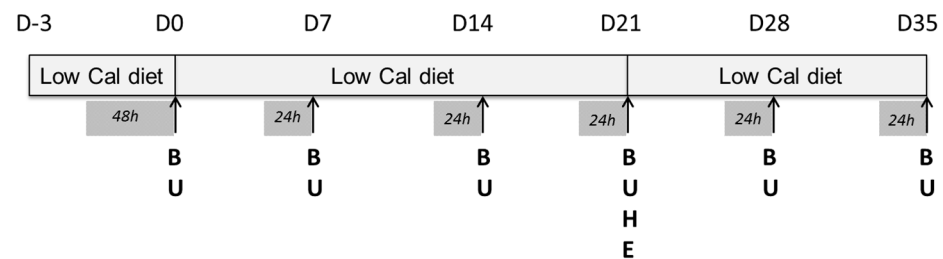 D-3 D0 D7 D14 D21 D28 D35
Low Cal diet Low Cal diet Low Cal diet
48h 24h 24h 24h 24h 24h
B B B B B B
U U U U U U
H
E